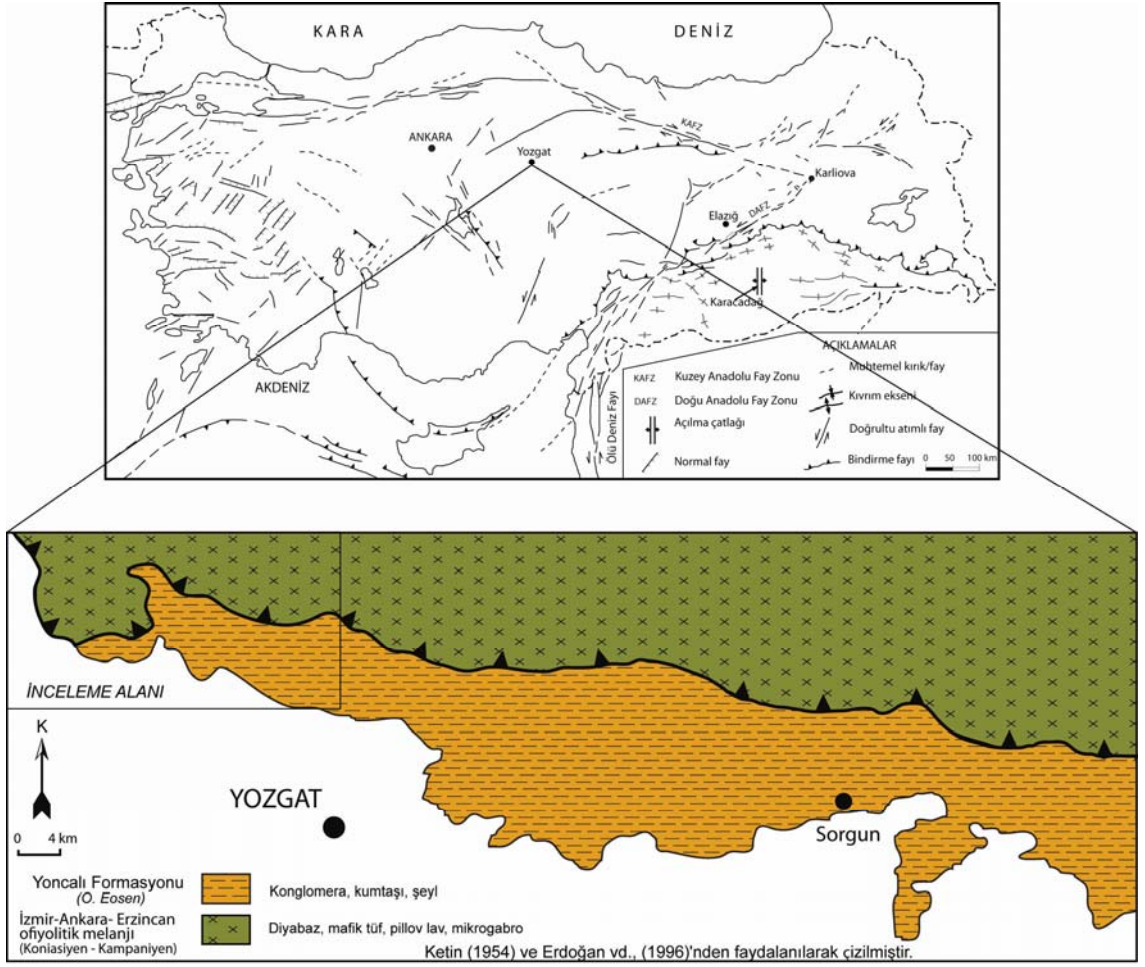 KARA DENİZ
KAFZ
ANKARA
Yozgat
Karlıova
Elazığ
DAFZ
Karacadağ
AKDENİZ
Ölü Deniz Fayı
AÇIKLAMALAR
KAFZ Kuzey Anadolu Fay Zonu
DAFZ Doğu Anadolu Fay Zonu
Açılma çatlağı
Normal fay
Muhtemel kırık/fay
Kıvrım ekseni
Doğrultu atımlı fay
Bindirme fayı
0 50 100 km
İNCELEME ALANI
K
0 4 km
YOZGAT
Sorgun
Yoncalı Formasyonu
(O. Eosen)
Konglomera, kumtaşı, şeyl
İzmir-Ankara- Erzincan
ofiyolitik melanjı
(Koniasiyen - Kampaniyen)
Diyabaz, mafik tüf, pillov lav, mikrogabro
Ketin (1954) ve Erdoğan vd., (1996)'nden faydalanılarak çizilmiştir.